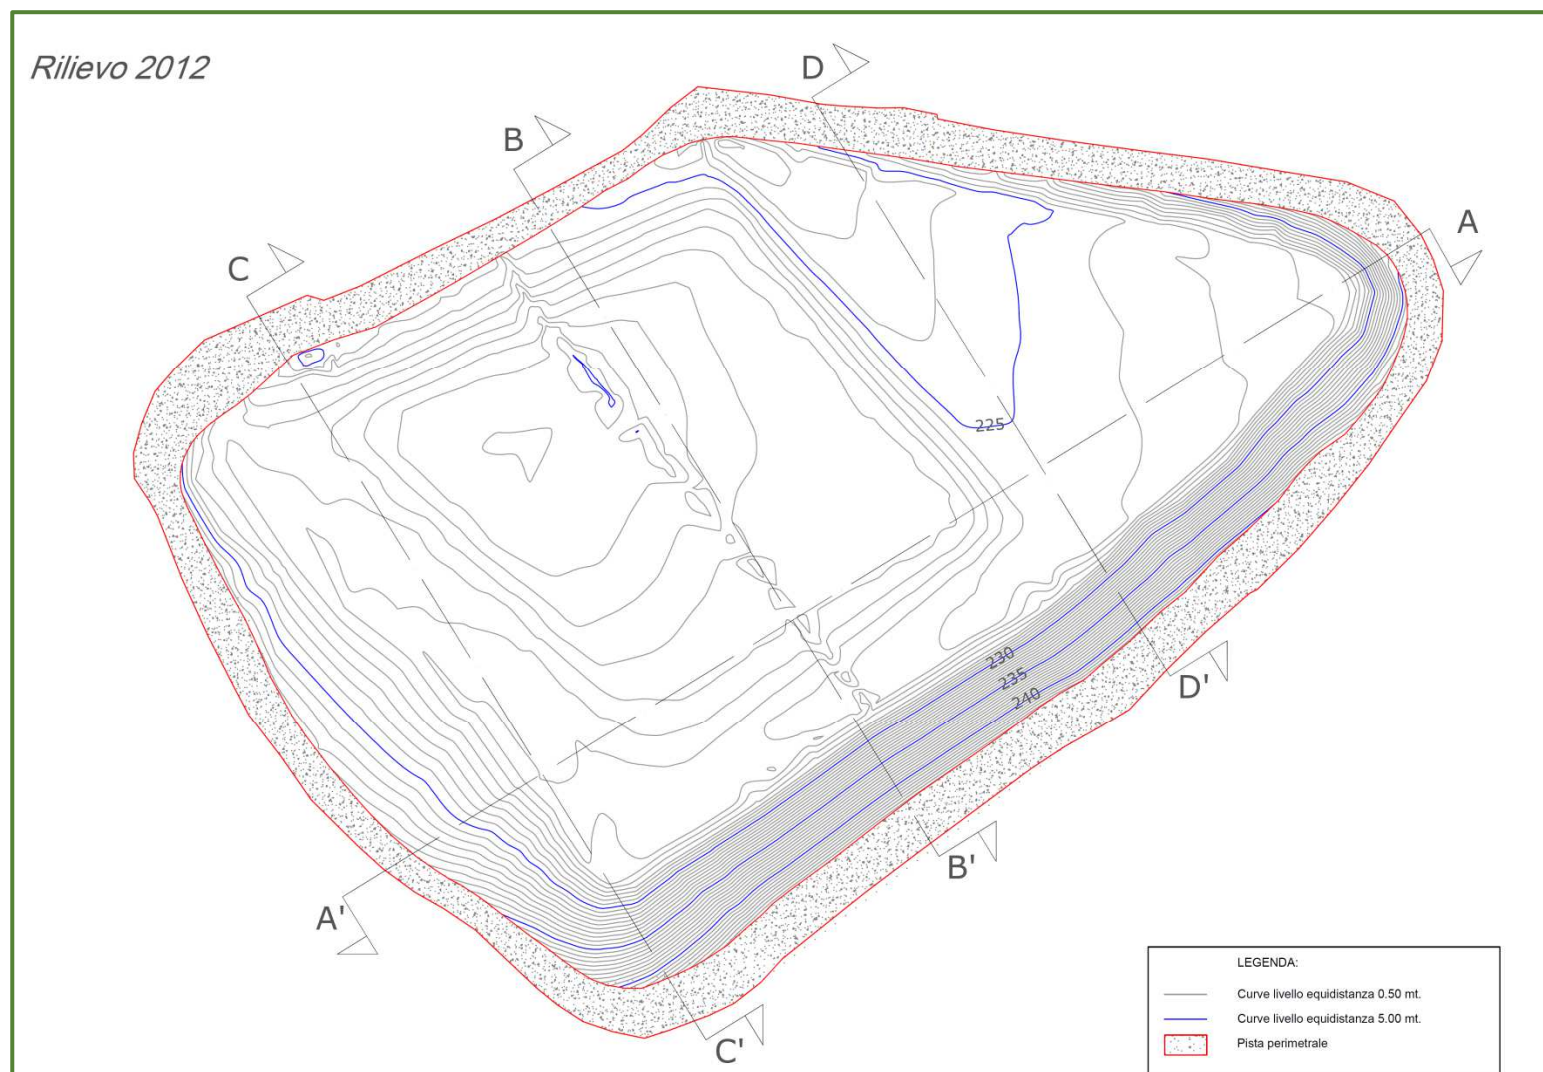 Rilievo 2012
D
B
A
C
225
230
235
240
D'
B'
A'
C'
LEGENDA:
Curve livello equidistanza 0.50 mt.
Curve livello equidistanza 5.00 mt.
Pista perimetrale